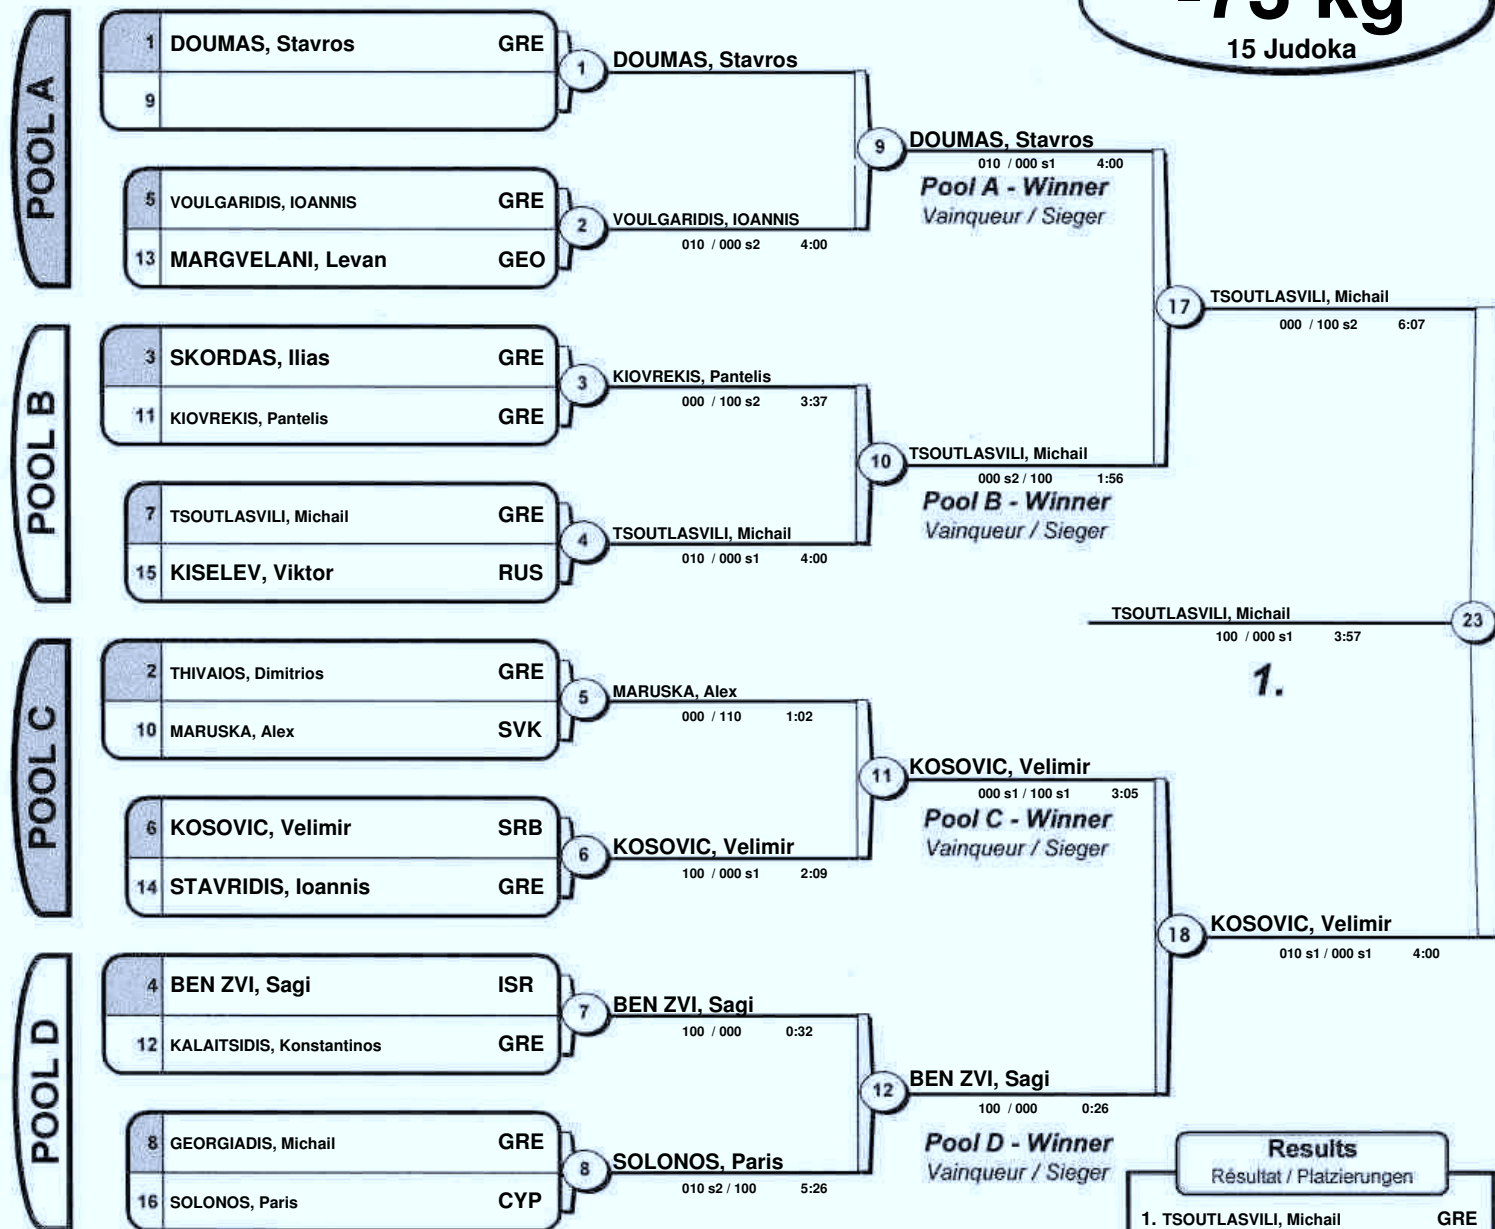 -73 kg
15 Judoka
POOL A
1 DOUMAS, Stavros GRE
9
1
DOUMAS, Stavros
5 VOULGARIDIS, IOANNIS GRE
13 MARGVELANI, Levan GEO
2
VOULGARIDIS, IOANNIS
010 / 000 s2 4:00
9
DOUMAS, Stavros
010 / 000 s1 4:00
Pool A - Winner
Vainqueur / Sieger
POOL B
3 SKORDAS, Ilias GRE
11 KIOVREKIS, Pantelis GRE
3
KIOVREKIS, Pantelis
000 / 100 s2 3:37
7 TSOUTLASVILI, Michail GRE
15 KISELEV, Viktor RUS
4
TSOUTLASVILI, Michail
010 / 000 s1 4:00
10
TSOUTLASVILI, Michail
000 s2 / 100 1:56
Pool B - Winner
Vainqueur / Sieger
17
TSOUTLASVILI, Michail
000 / 100 s2 6:07
POOL C
2 THIVAIOS, Dimitrios GRE
10 MARUSKA, Alex SVK
5
MARUSKA, Alex
000 / 110 1:02
6 KOSOVIC, Velimir SRB
14 STAVRIDIS, Ioannis GRE
6
KOSOVIC, Velimir
100 / 000 s1 2:09
11
KOSOVIC, Velimir
000 s1 / 100 s1 3:05
Pool C - Winner
Vainqueur / Sieger
POOL D
4 BEN ZVI, Sagi ISR
12 KALAITSIDIS, Konstantinos GRE
7
BEN ZVI, Sagi
100 / 000 0:32
8 GEORGIADIS, Michail GRE
16 SOLONOS, Paris CYP
8
SOLONOS, Paris
010 s2 / 100 5:26
12
BEN ZVI, Sagi
100 / 000 0:26
Pool D - Winner
Vainqueur / Sieger
18
KOSOVIC, Velimir
010 s1 / 000 s1 4:00
23
TSOUTLASVILI, Michail
100 / 000 s1 3:57
1.
Results
Résultat / Platzierungen
1. TSOUTLASVILI, Michail GRE